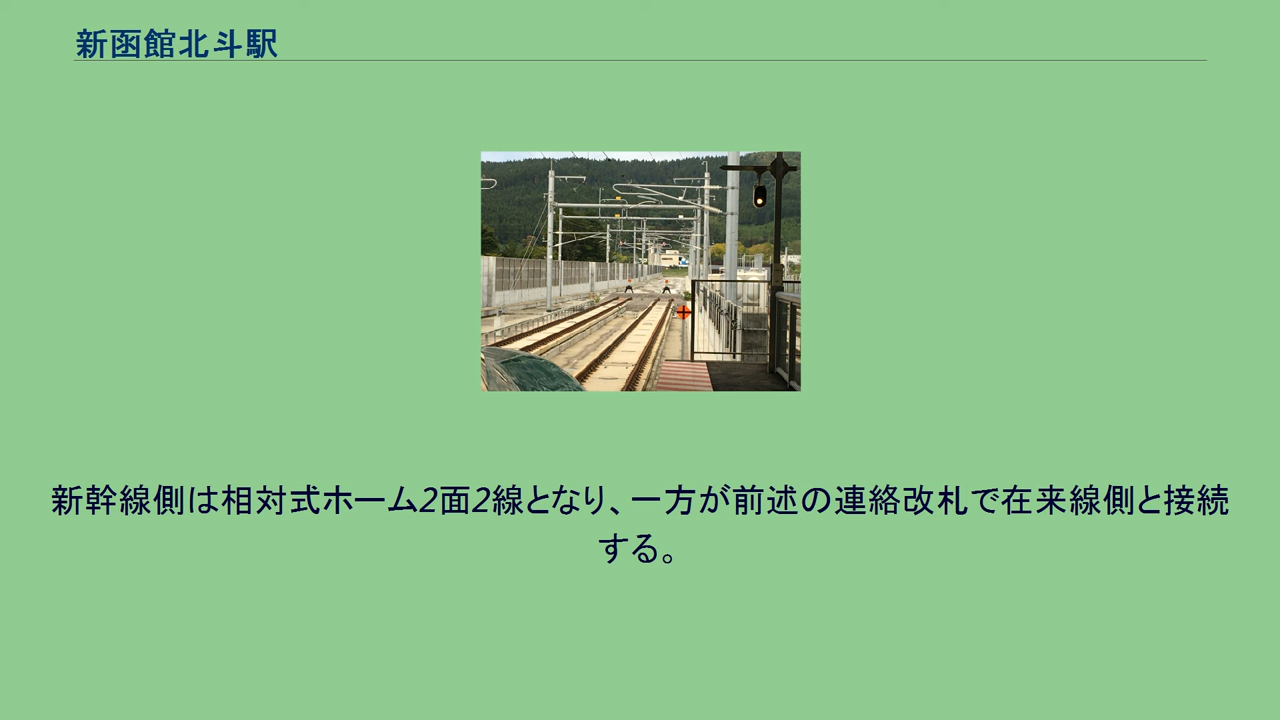 新函館北斗駅
新幹線側は相対式ホーム2面2線となり、一方が前述の連絡改札で在来線側と接続
する。